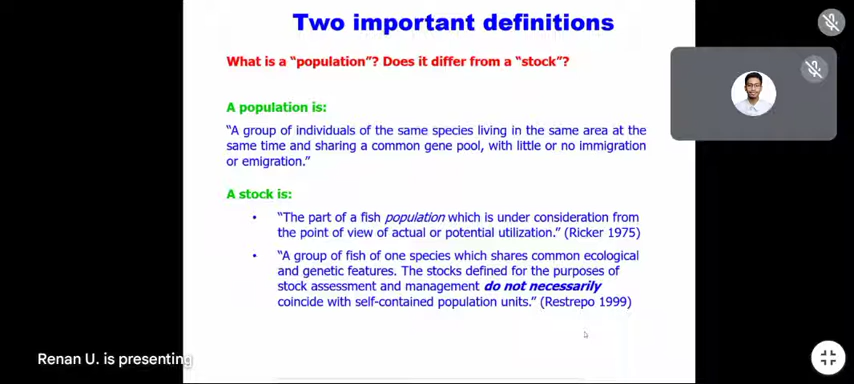 Two important definitions
What is a “population”? Does it differ from a “stock”?
A population is:
“A group of individuals of the same species living in the same area at the
same time and sharing a common gene pool, with little or no immigration
or emigration.”
A stock is:
• “The part of a fish population which is under consideration from
the point of view of actual or potential utilization.” (Ricker 1975)
• “A group of fish of one species which shares common ecological
and genetic features. The stocks defined for the purposes of
stock assessment and management do not necessarily
coincide with self-contained population units.” (Restrepo 1999)
Renan U. is presenting